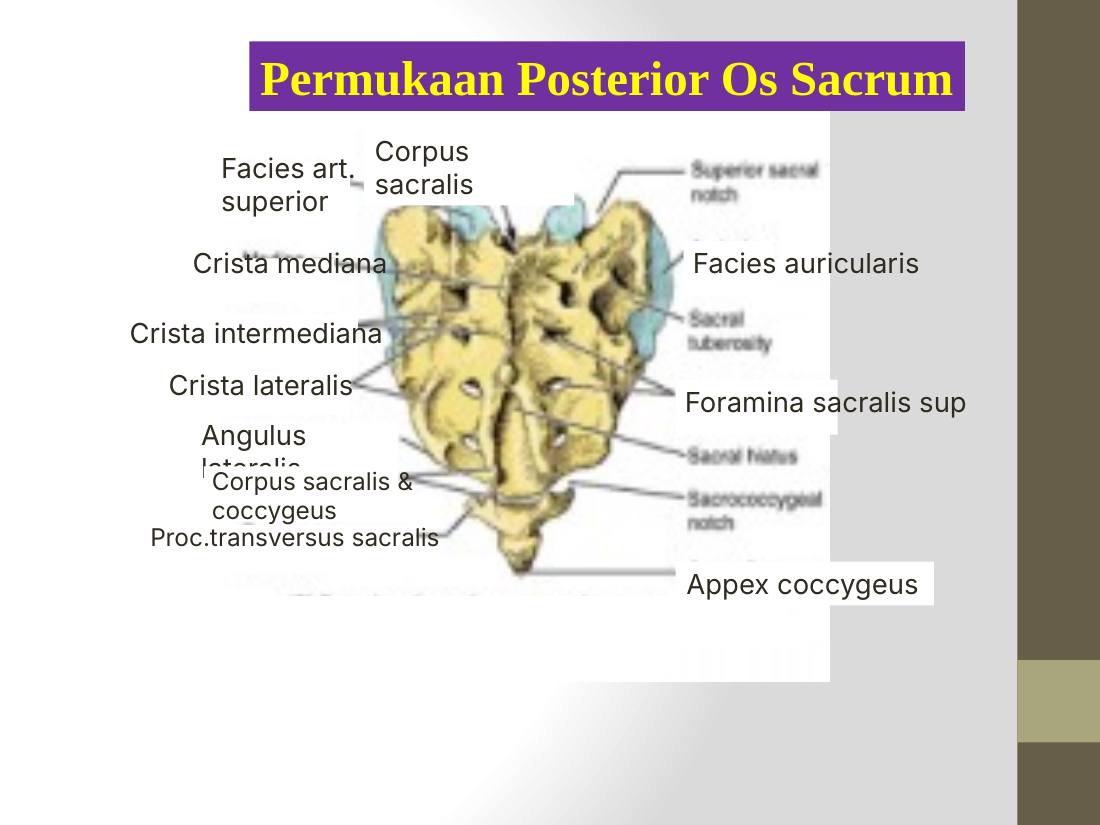 Permukaan Posterior Os Sacrum
Corpus
sacralis
Facies art.
superior
Superior sacral
notch
Crista mediana
Facies auricularis
Sacral
tuberosity
Crista intermediana
Crista lateralis
Foramina sacralis sup
Angulus
lateralis
Sacral hiatus
Corpus sacralis &
coccygeus
Sacrococcygeal
notch
Proc.transversus sacralis
Appex coccygeus